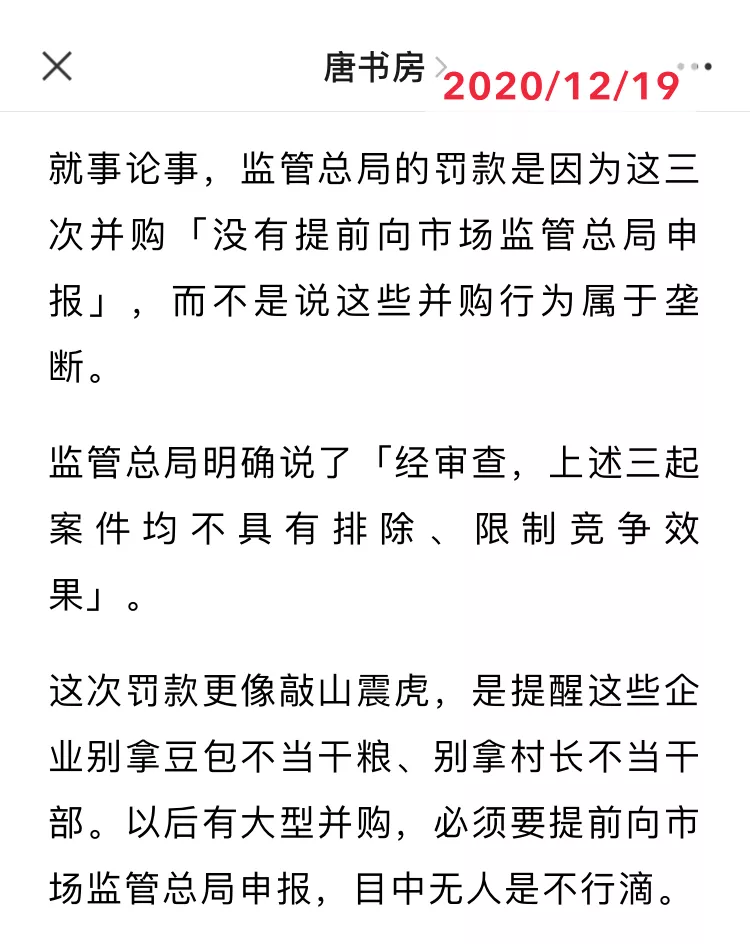 唐书房
2020/12/19
就事论事，监管总局的罚款是因为这三
次并购「没有提前向市场监管总局申
报」，而不是说这些并购行为属于垄
断。
监管总局明确说了「经审查，上述三起
案件均不具有排除、限制竞争效
果」。
这次罚款更像敲山震虎，是提醒这些企
业别拿豆包不当干粮、别拿村长不当干
部。以后有大型并购，必须要提前向市
场监管总局申报，目中无人是不行滴。